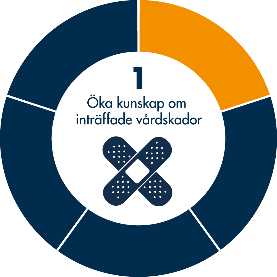 1
Öka kunskap om
inträffade vårdskador